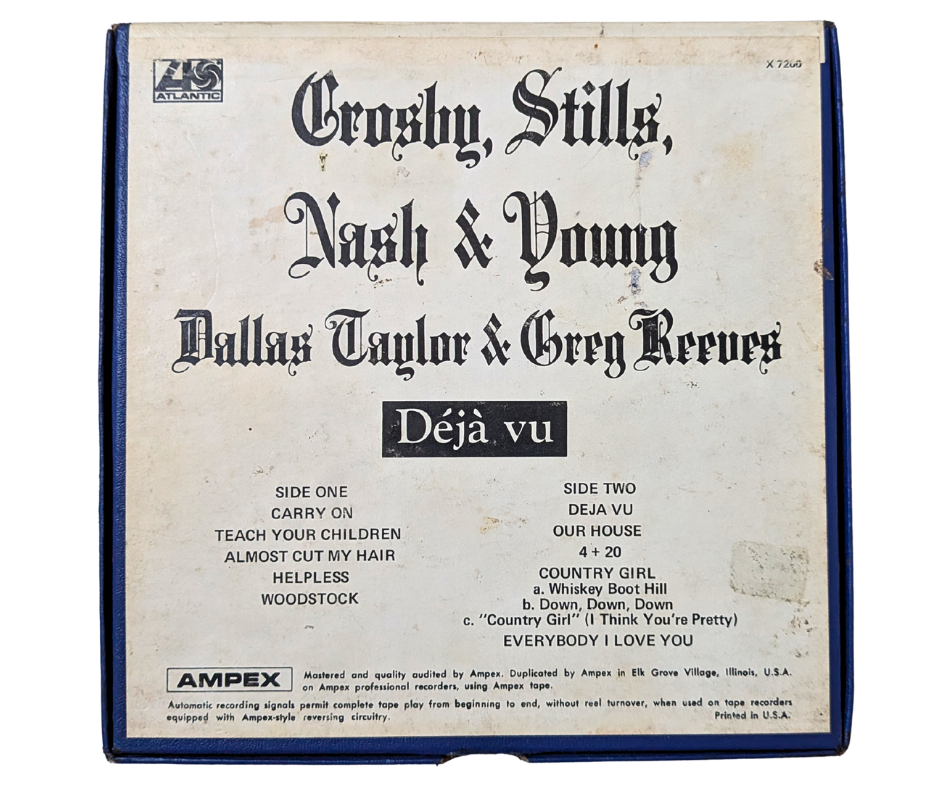 ATLANTIC
X 7200
Crosby, Stills,
Nash & Young
Dallas Taylor & Greg Reeves
Déjà vu
SIDE ONE
CARRY ON
TEACH YOUR CHILDREN
ALMOST CUT MY HAIR
HELPLESS
WOODSTOCK
SIDE TWO
DEJA VU
OUR HOUSE
4 + 20
COUNTRY GIRL
a. Whiskey Boot Hill
b. Down, Down, Down
c. “Country Girl” (I Think You’re Pretty)
EVERYBODY I LOVE YOU
AMPEX
Mastered and quality audited by Ampex. Duplicated by Ampex in Elk Grove Village, Illinois, U.S.A.
on Ampex professional recorders, using Ampex tape.
Automatic recording signals permit complete tape play from beginning to end, without reel turnover, when used on tape recorders
equipped with Ampex-style reversing circuitry.
Printed in U.S.A.